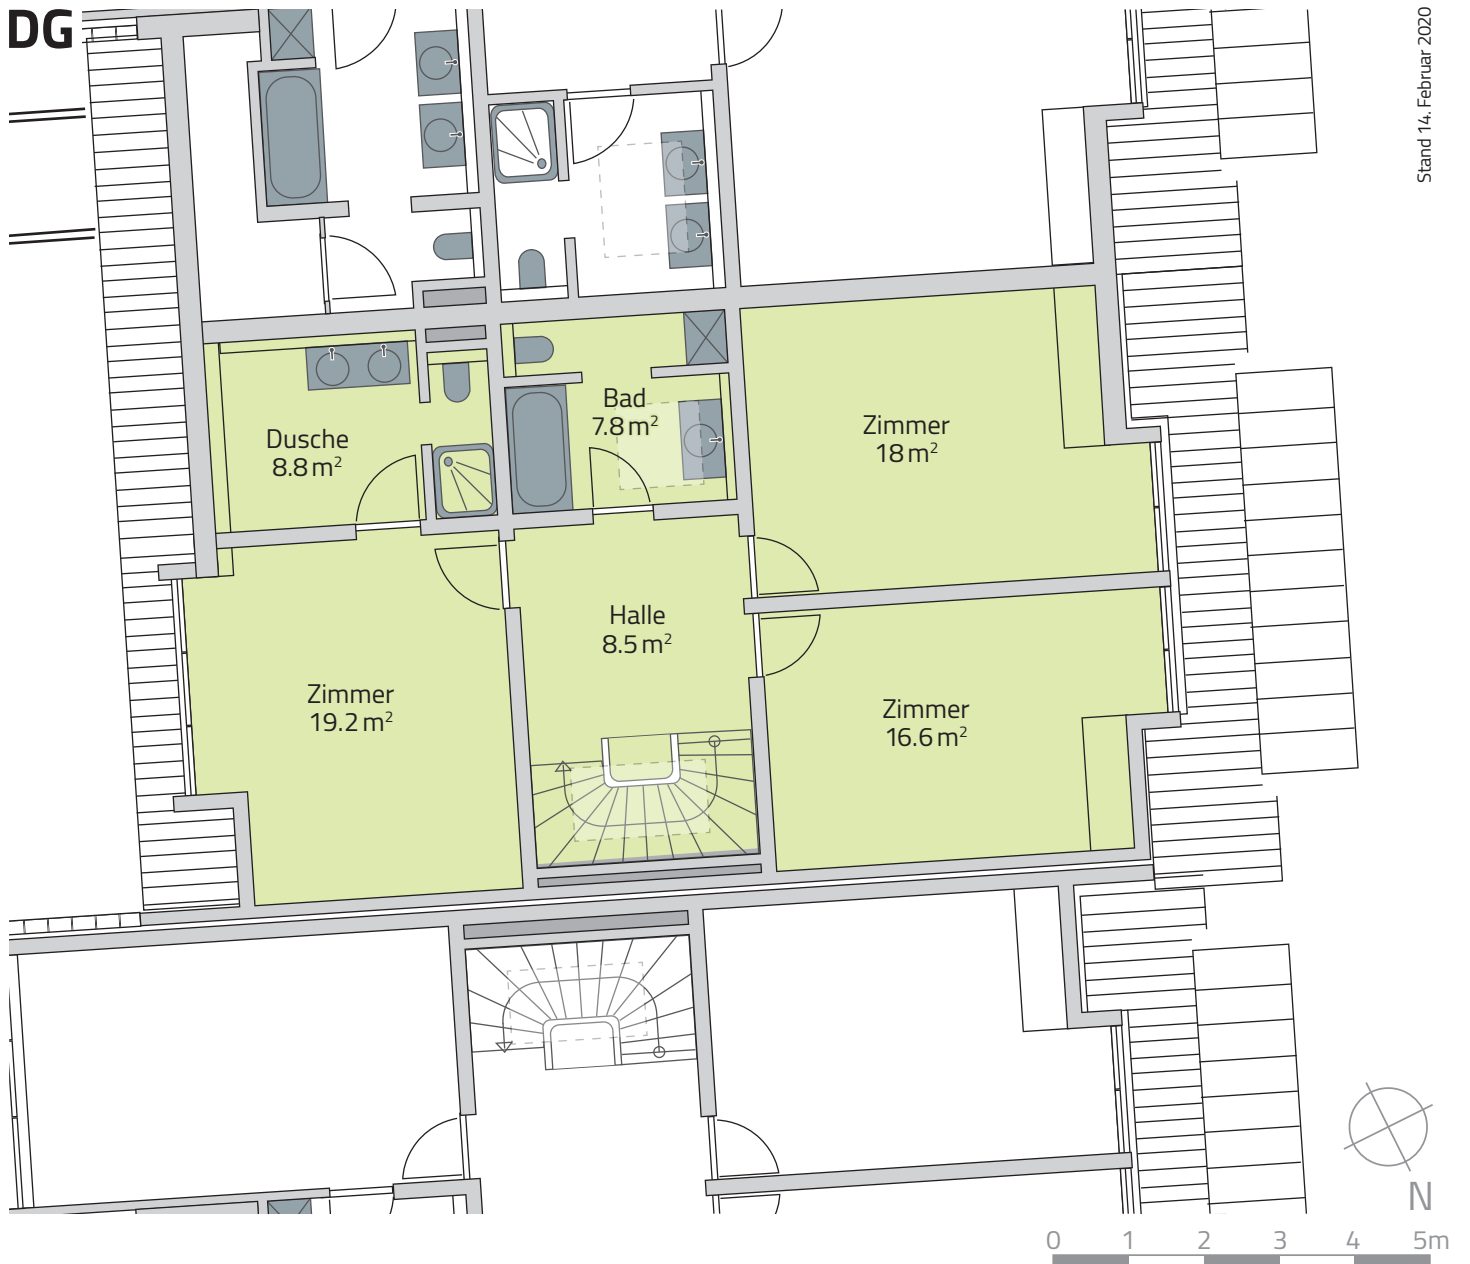 DG
Stand 14. Februar 2020
Bad
7.8 m²
Dusche
8.8 m²
Zimmer
18 m²
Halle
8.5 m²
Zimmer
19.2 m²
Zimmer
16.6 m²
N
0 1 2 3 4 5m